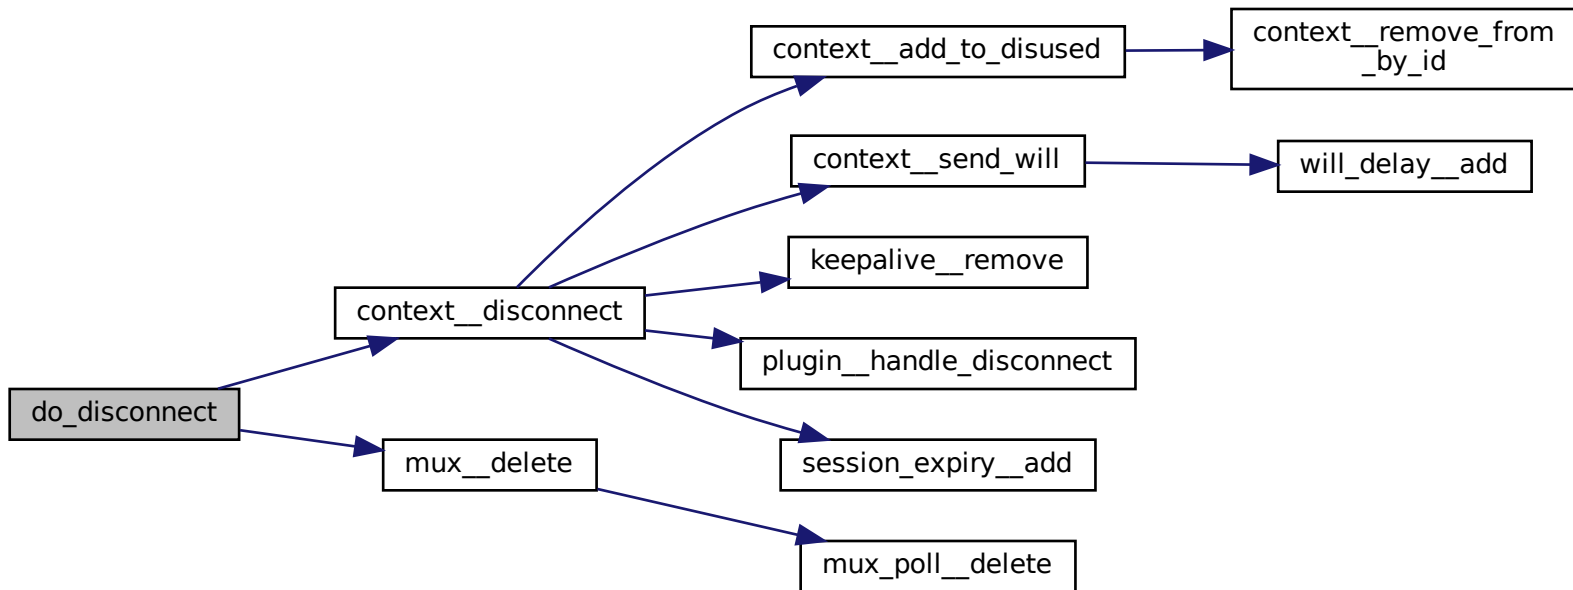 context__add_to_disused
context__remove_from
_by_id
context__send_will
will_delay__add
keepalive__remove
context__disconnect
plugin__handle_disconnect
do_disconnect
mux__delete
session_expiry__add
mux_poll__delete